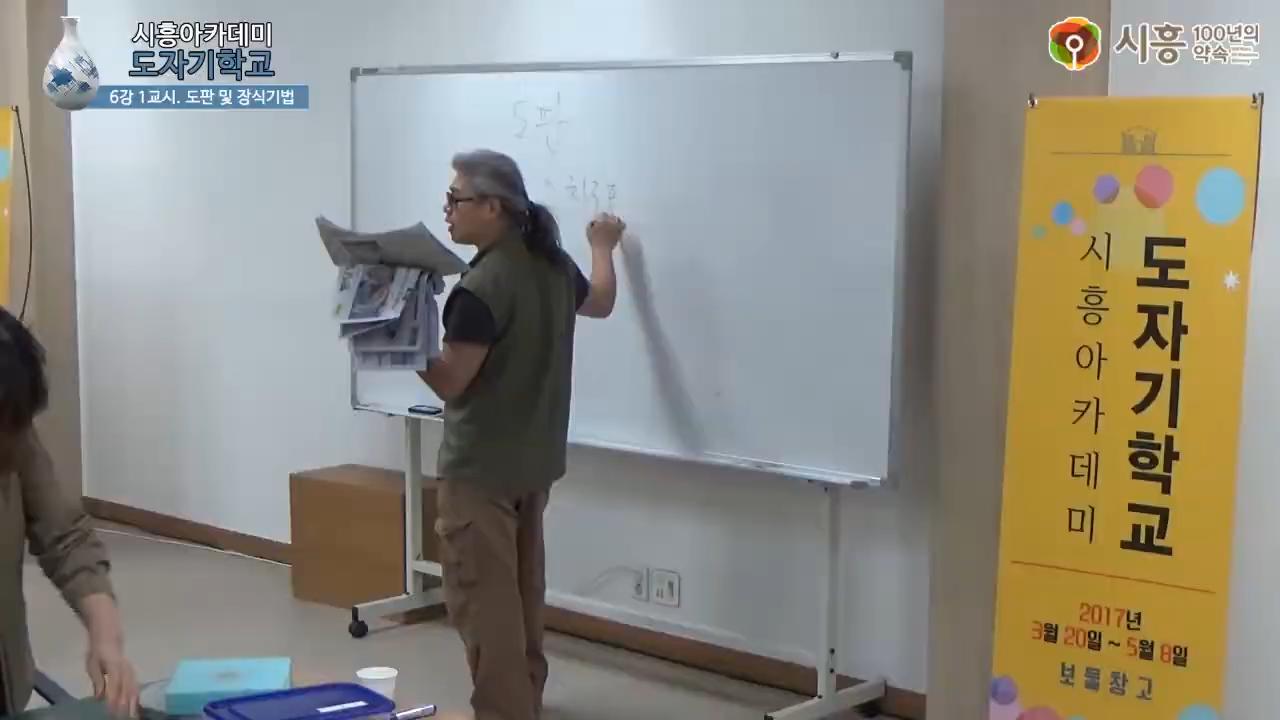 시흥아카데미
도자기학교
6강 1교시. 도판 및 장식기법
시흥 100년의 약속
도판
도자기학교
시흥아카데미
2017년
3월 20일 ~ 5월 8일
보물창고